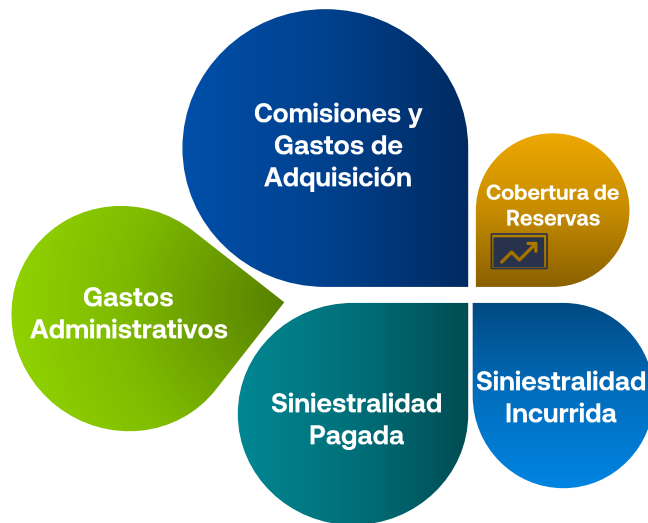 Comisiones y
Gastos de
Adquisición
Cobertura de
Reservas
Gastos
Administrativos
Siniestralidad
Pagada
Siniestralidad
Incurrida